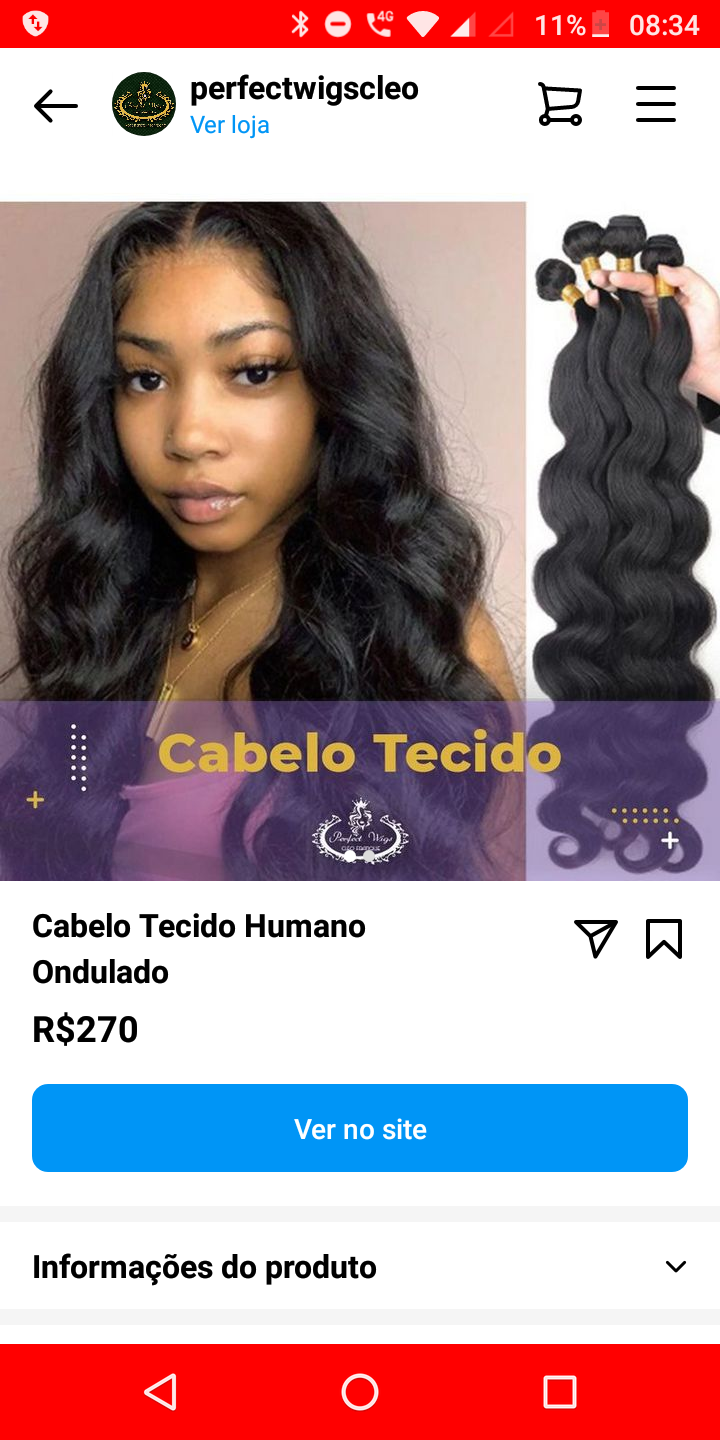 4G
11%
08:34
perfectwigscleo
Ver loja
Cabelo Tecido
Perfect Wigs
Cabelo Tecido Humano
Ondulado
R$270
Ver no site
Informações do produto